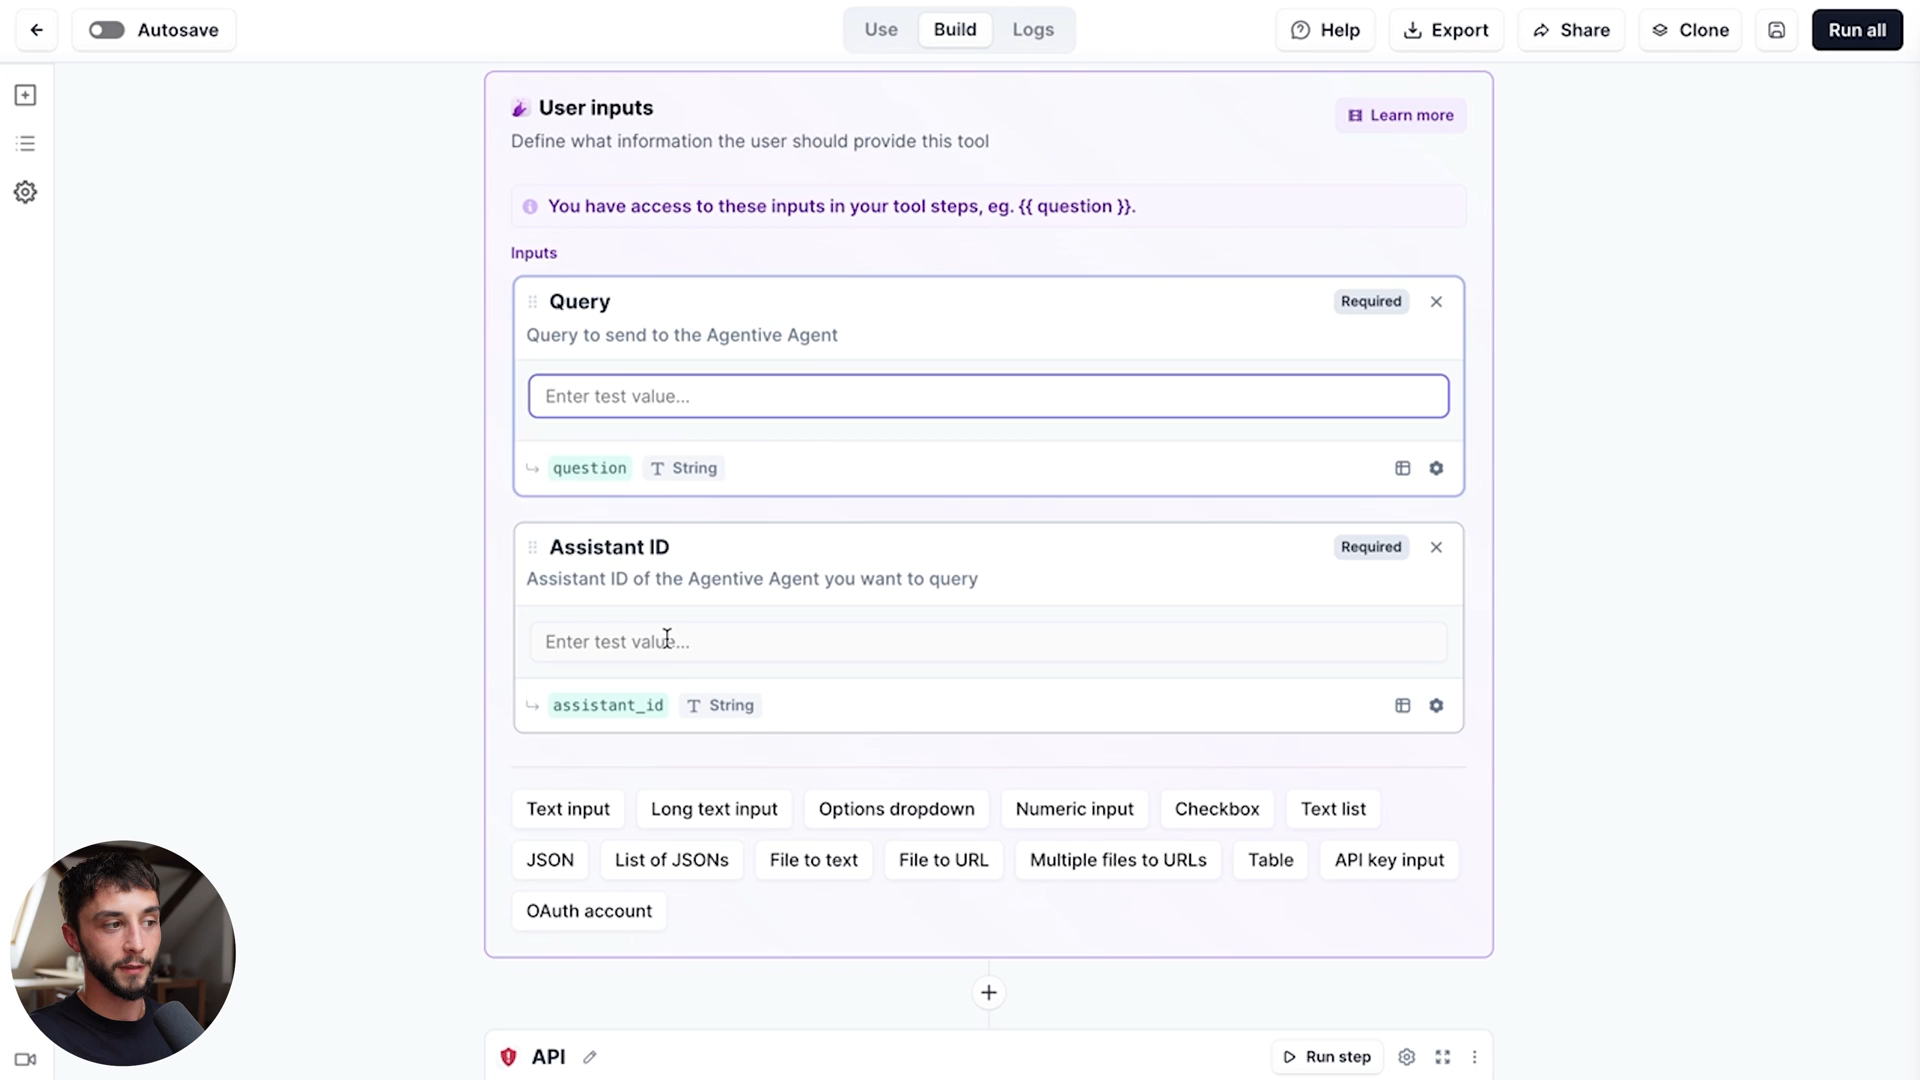 Autosave
Use Build Logs
Help Export Share Clone Run all
User inputs
Learn more
Define what information the user should provide this tool
You have access to these inputs in your tool steps, eg. {{ question }}.
Inputs
Query
Required
Query to send to the Agentive Agent
Enter test value...
question T String
Assistant ID
Required
Assistant ID of the Agentive Agent you want to query
Enter test value...
assistant_id T String
Text input Long text input Options dropdown Numeric input Checkbox Text list
JSON List of JSONs File to text File to URL Multiple files to URLs Table API key input
OAuth account
API
Run step